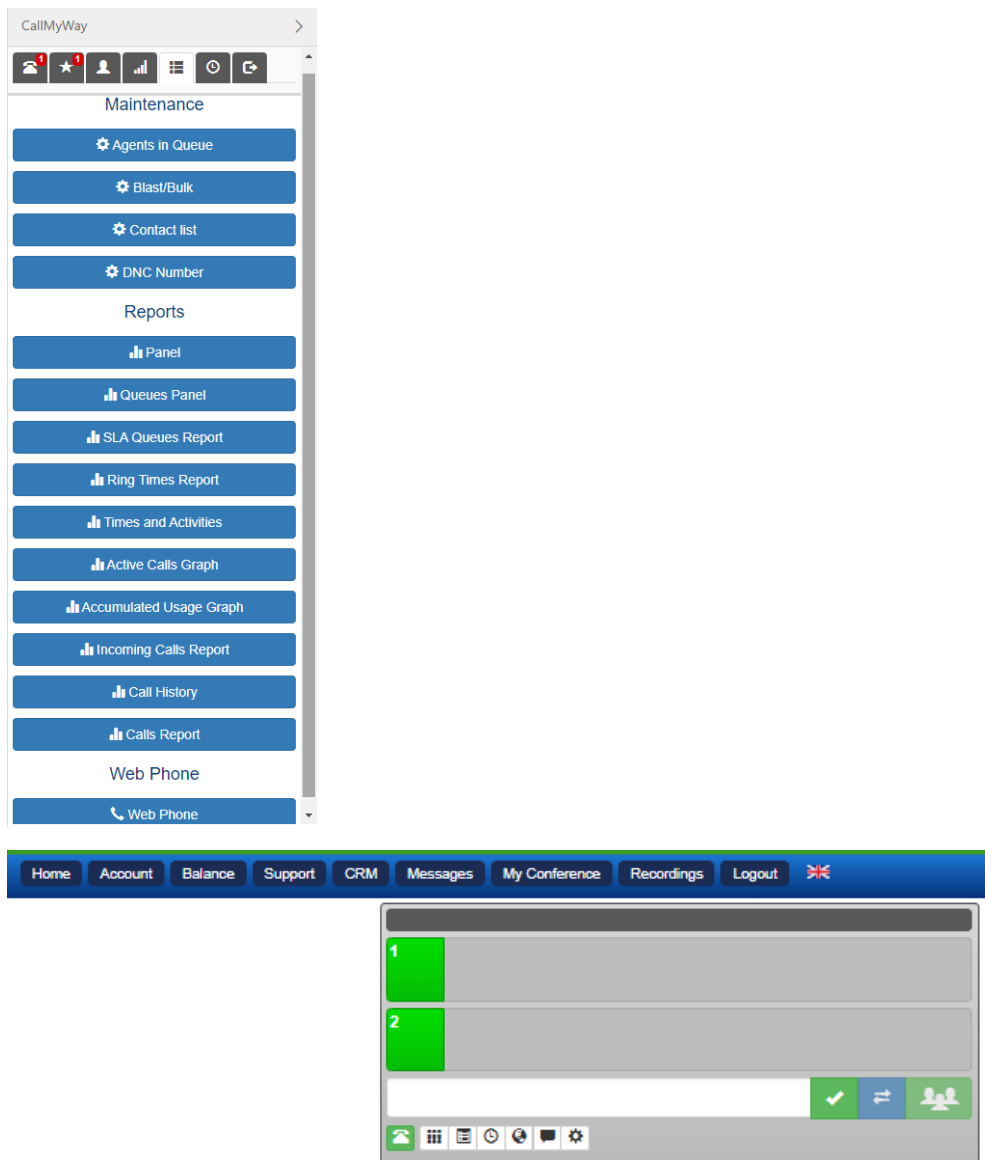 CallMyWay
1 1
Maintenance
Agents in Queue
Blast/Bulk
Contact list
DNC Number
Reports
Panel
Queues Panel
SLA Queues Report
Ring Times Report
Times and Activities
Active Calls Graph
Accumulated Usage Graph
Incoming Calls Report
Call History
Calls Report
Web Phone
Web Phone
Home Account Balance Support CRM Messages My Conference Recordings Logout
1
2